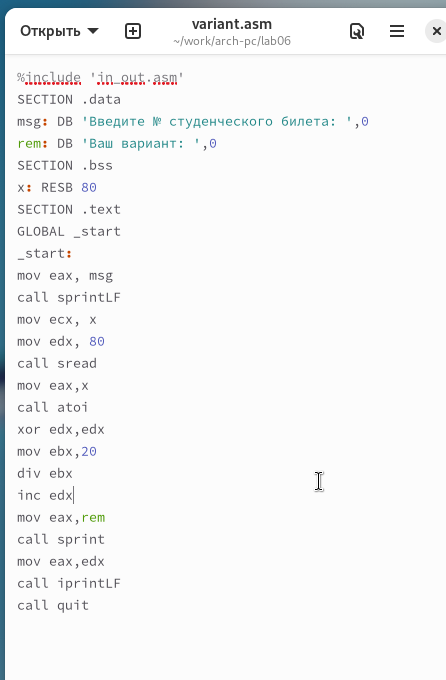 Открыть
variant.asm
~/work/arch-pc/lab06
%include 'in_out.asm'
SECTION .data
msg: DB 'Введите № студенческого билета: ',0
rem: DB 'Ваш вариант: ',0
SECTION .bss
x: RESB 80
SECTION .text
GLOBAL _start
_start:
mov eax, msg
call sprintLF
mov ecx, x
mov edx, 80
call sread
mov eax,x
call atoi
xor edx,edx
mov ebx,20
div ebx
inc edx
mov eax,rem
call sprint
mov eax,edx
call iprintLF
call quit